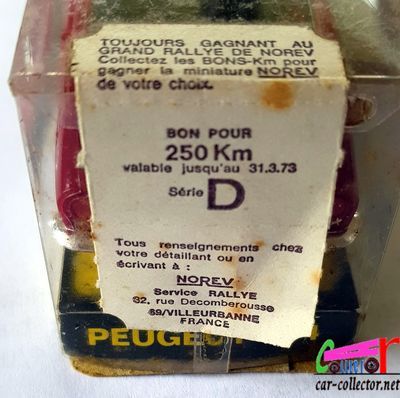 TOUJOURS GAGNANT AU
GRAND RALLYE DE NOREV
Collectez les BONS-Km pour
gagner la miniature NOREV
de votre choix.
BON POUR
250 Km
valable jusqu'au 31.3.73
Série D
Tous renseignements chez
votre détaillant ou en
écrivant à :
NOREV
Service RALLYE
32, rue Decomberousse
69/VILLEURBANNE
FRANCE
PEUGEOT
car-collector.net